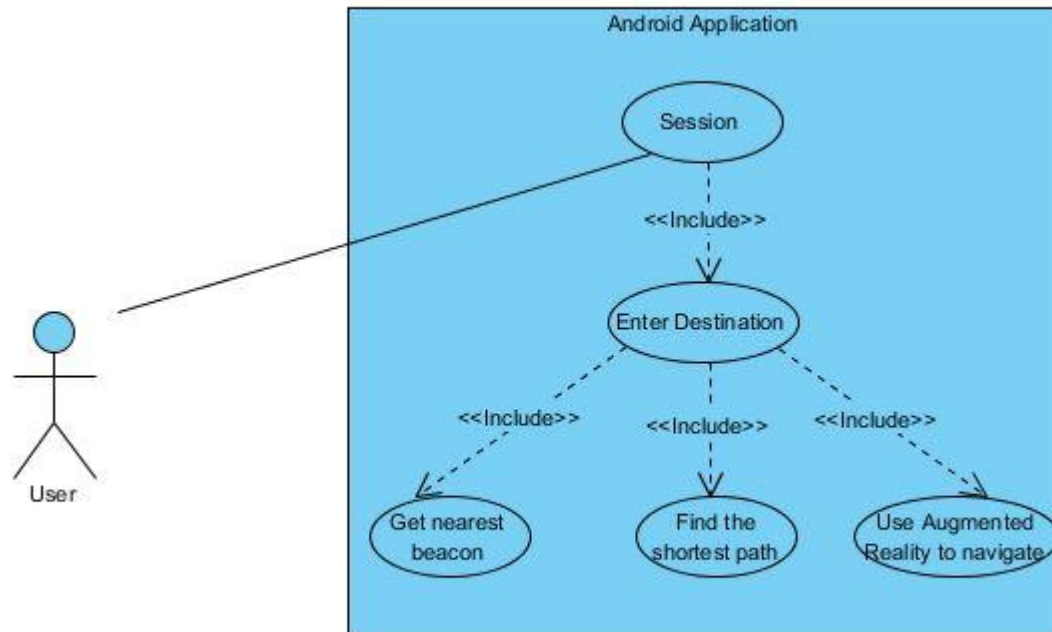 Android Application
Session
<<Include>>
Enter Destination
<<Include>>
<<Include>>
<<Include>>
User
Get nearest
beacon
Find the
shortest path
Use Augmented
Reality to navigate